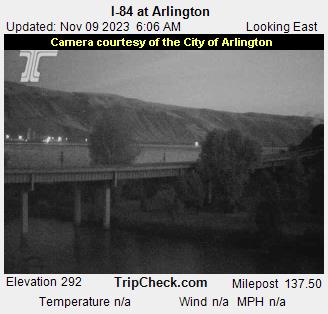 I-84 at Arlington
Updated: Nov 09 2023 6:06 AM Looking East
Camera courtesy of the City of Arlington
Elevation 292 TripCheck.com Milepost 137.50
Temperature n/a Wind n/a MPH n/a